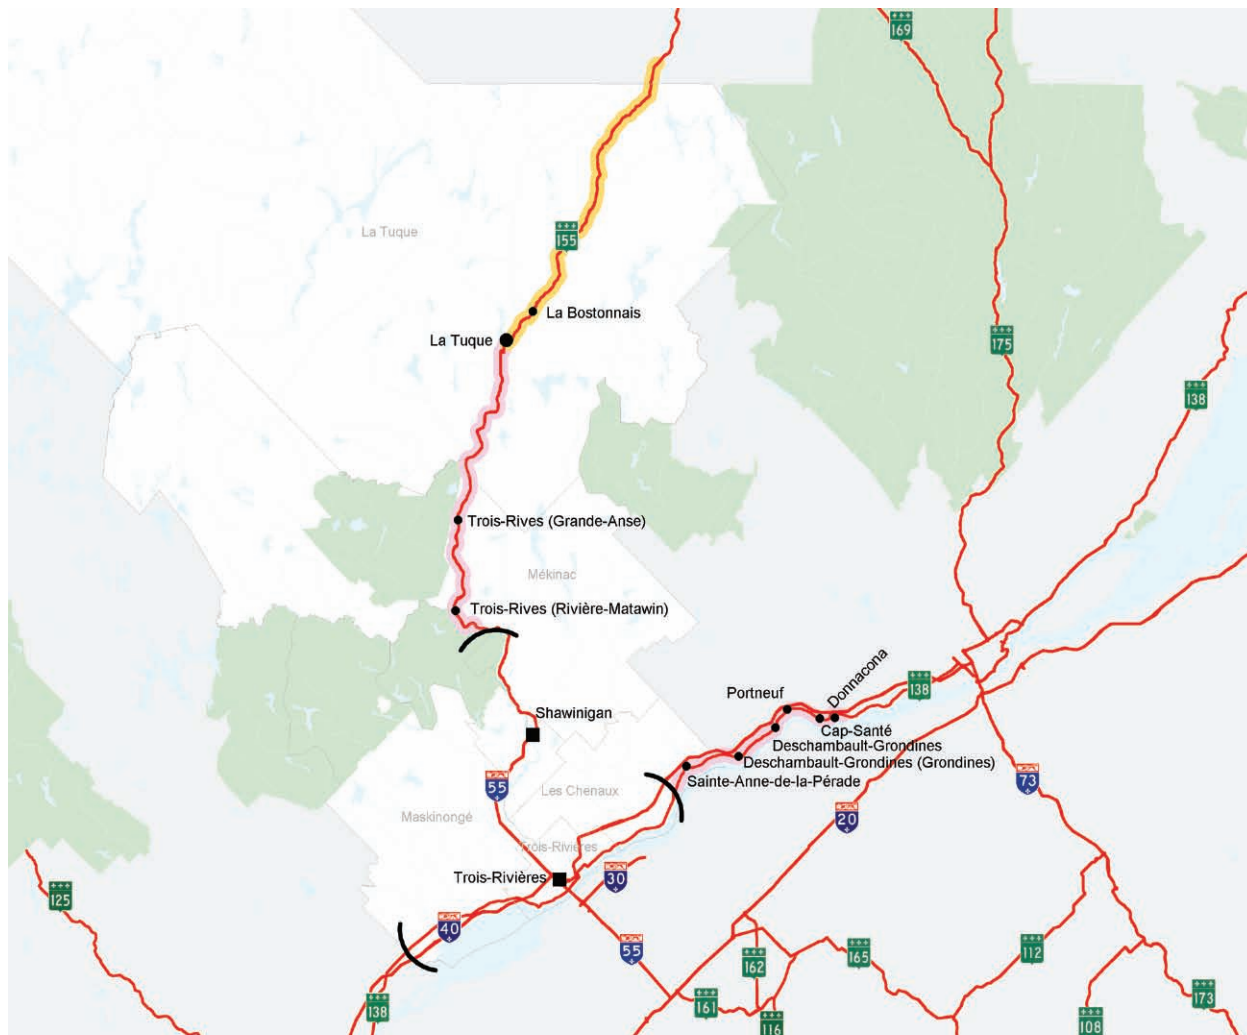 169
La Tuque
155
La Bostonnais
La Tuque
175
138
Trois-Rives (Grande-Anse)
Mékinac
Trois-Rives (Rivière-Matawin)
Donnacona
138
Portneuf
Shawinigan
Cap-Santé
Deschambault-Grondines
Deschambault-Grondines (Grondines)
Sainte-Anne-de-la-Pérade
73
55
Les Chenaux
Maskinongé
20
Trois-Rivières
Trois-Rivières
30
125
40
55
165
112
162
138
161
116
108
173